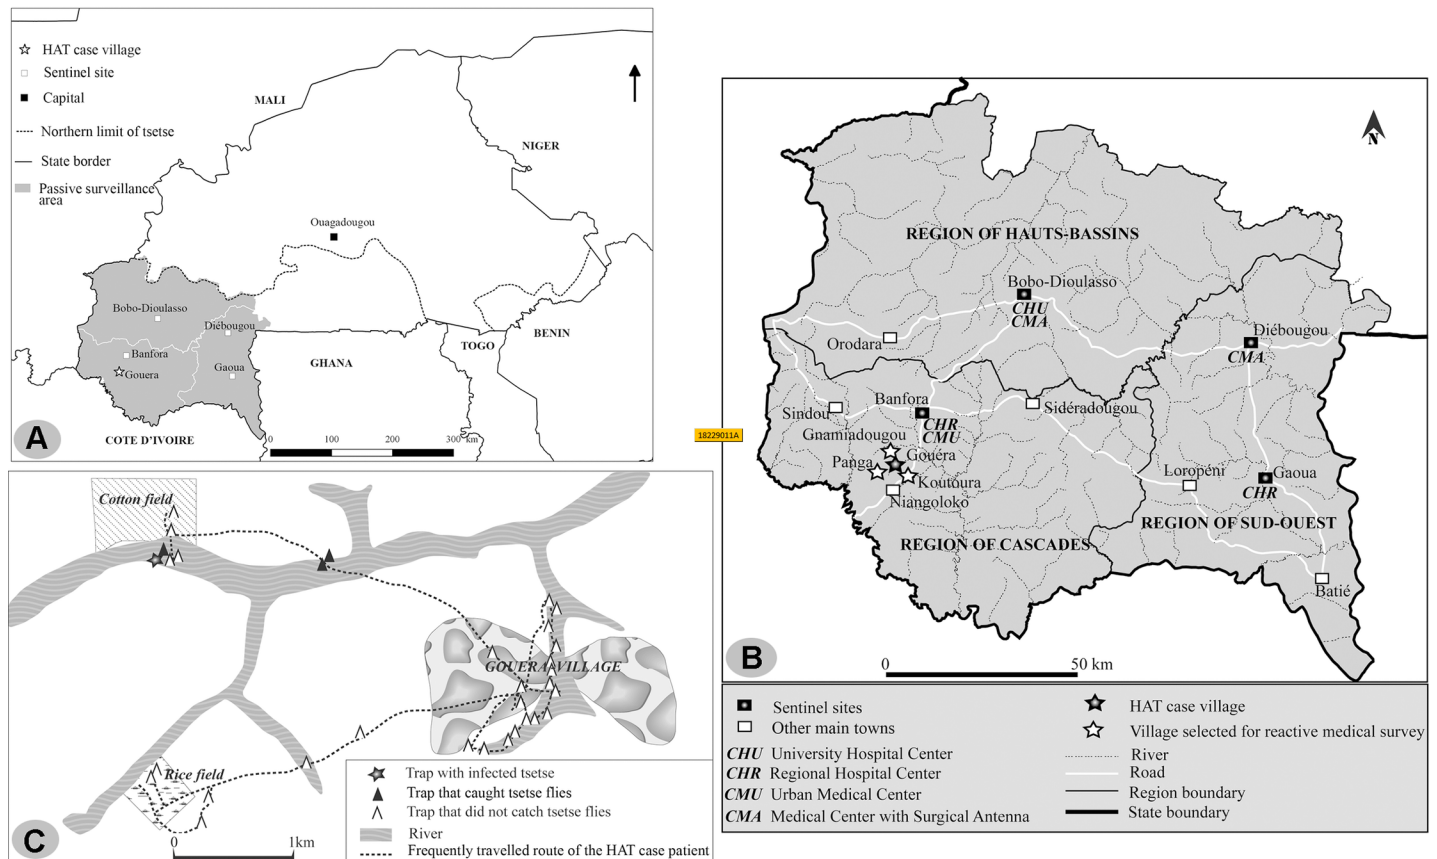 HAT case village
Sentinel site
Capital
Northern limit of tsetse
State border
Passive surveillance
area
MALI
NIGER
Ouagadougou
Bobo-Dioulasso
Diébougou
Banfora
Gouera
Gaoua
BENIN
TOGO
GHANA
COTE D'IVOIRE
0 100 200 300 km
A
18229011A
N
REGION OF HAUTS-BASSINS
Bobo-Dioulasso
CHU
CMA
Orodara
Diébougou
CMA
Banfora
CHR
CMU
Sindou
Sidéradougou
Gnamiadougou
Gouéra
Panga
Koutoura
Niangoloko
Loropéni
Gaoua
CHR
REGION OF SUD-OUEST
REGION OF CASCADES
Batié
0 50 km
B
Sentinel sites
Other main towns
CHU University Hospital Center
CHR Regional Hospital Center
CMU Urban Medical Center
CMA Medical Center with Surgical Antenna
HAT case village
Village selected for reactive medical survey
River
Road
Region boundary
State boundary
Cotton field
GOUERA VILLAGE
Rice field
0 1km
C
Trap with infected tsetse
Trap that caught tsetse flies
Trap that did not catch tsetse flies
River
Frequently travelled route of the HAT case patient